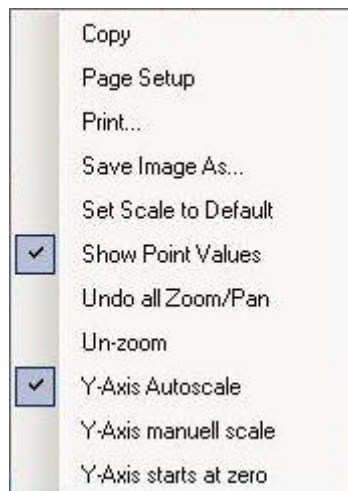 Copy
Page Setup
Print...
Save Image As...
Set Scale to Default
Show Point Values
Undo all Zoom/Pan
Un-zoom
Y-Axis Autoscale
Y-Axis manuell scale
Y-Axis starts at zero